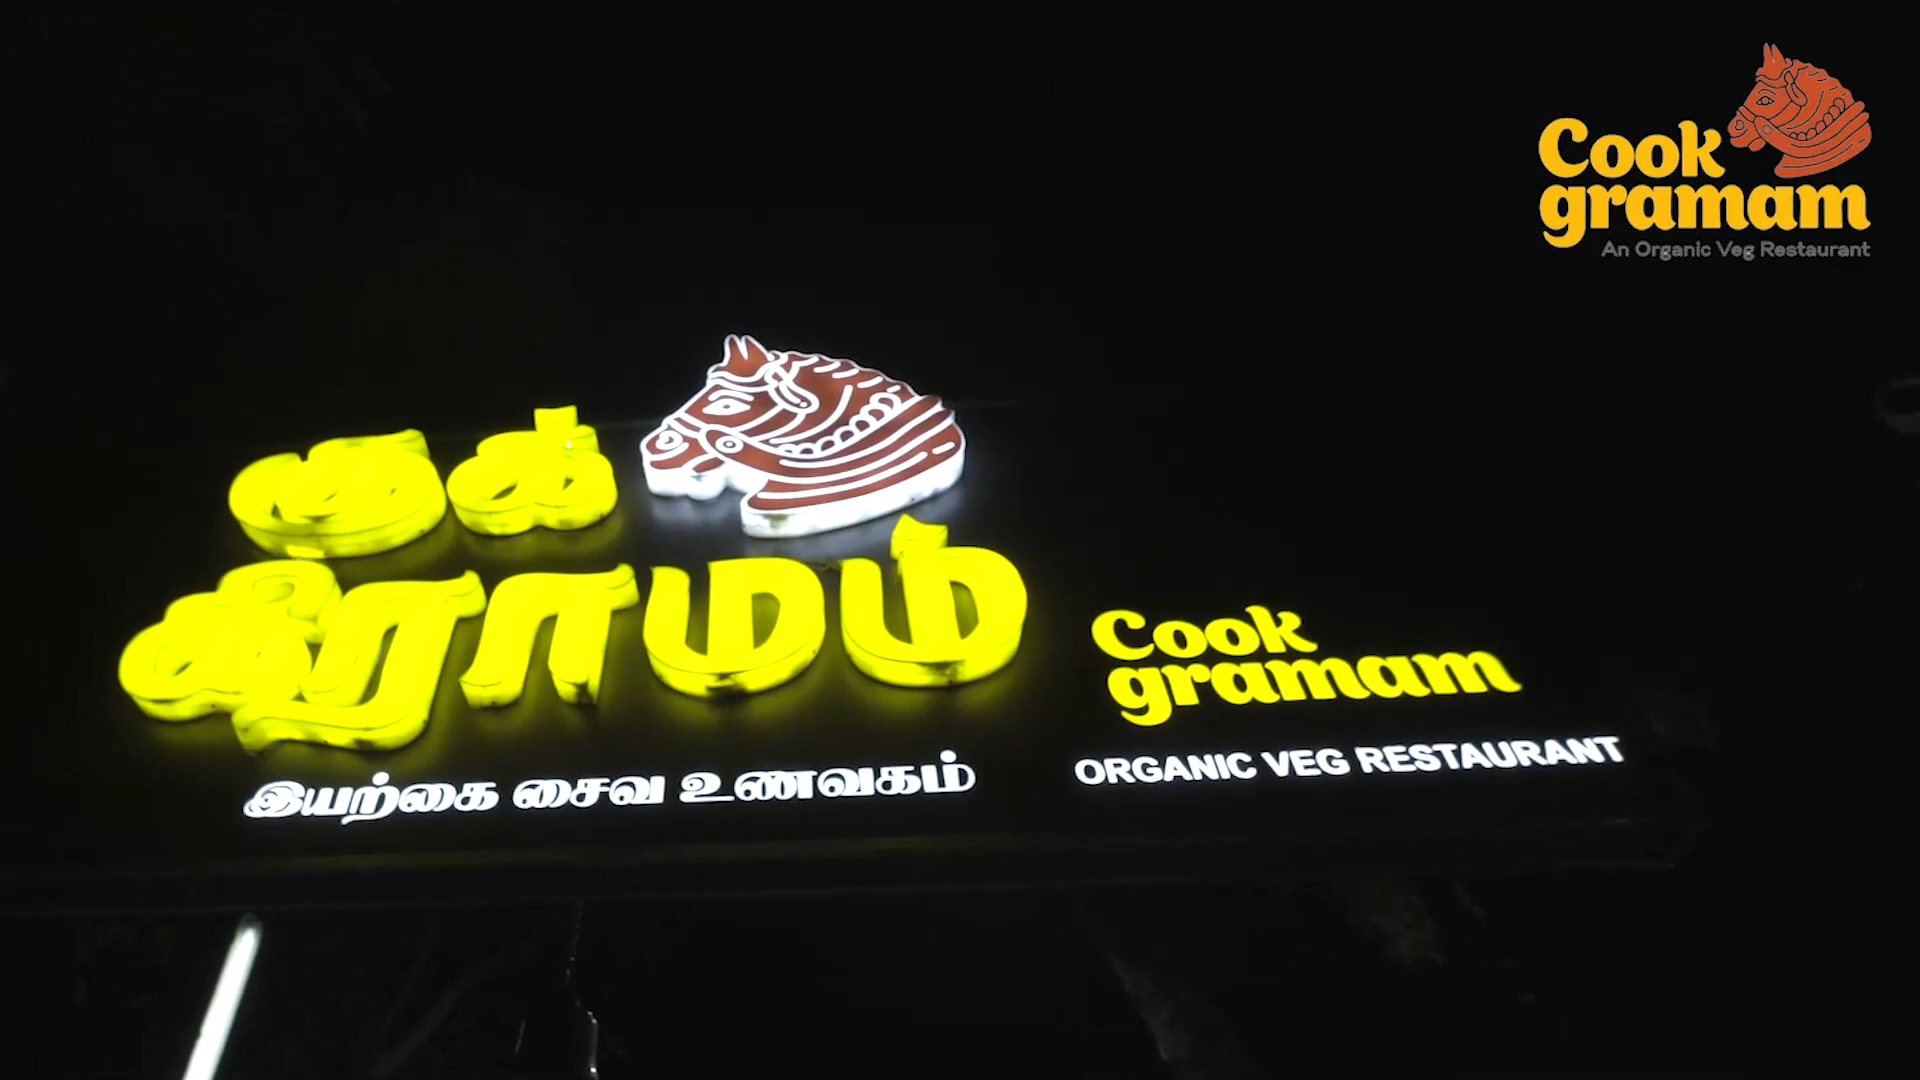 Cook
gramam
An Organic Veg Restaurant
குக்
கிராமம்
இயற்கை சைவ உணவகம்
Cook
gramam
ORGANIC VEG RESTAURANT